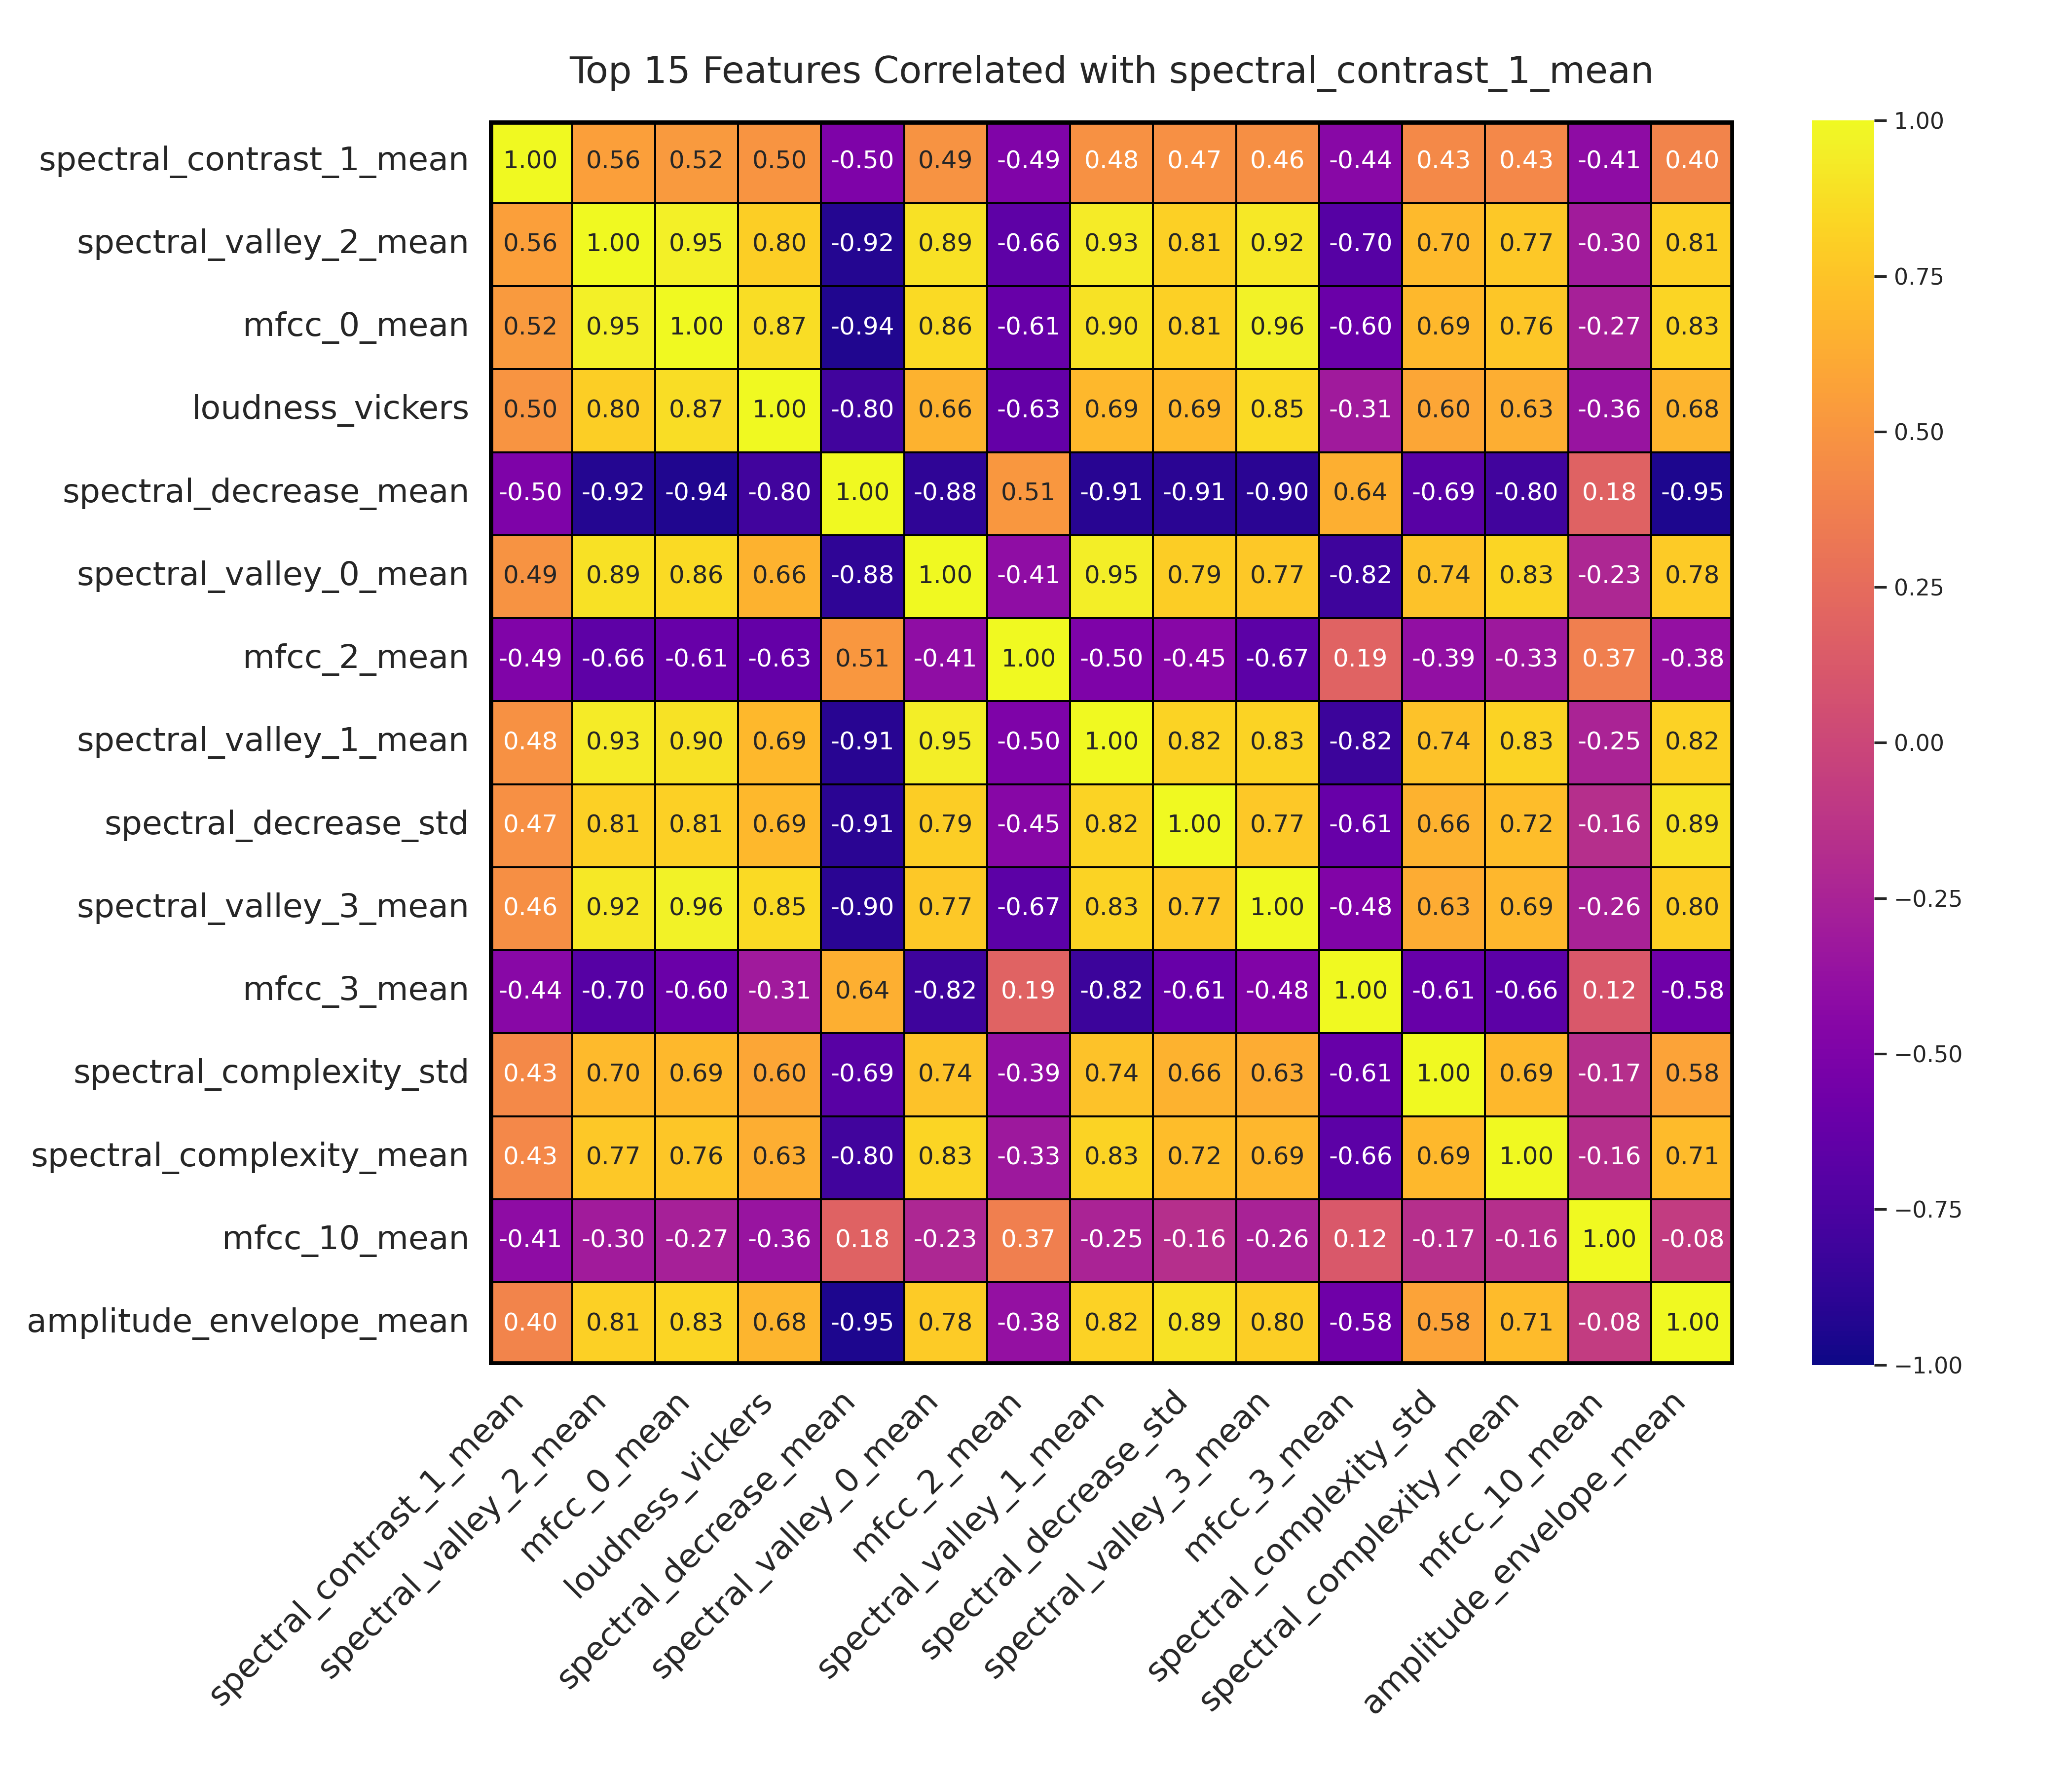 Top 15 Features Correlated with spectral_contrast_1_mean
spectral_contrast_1_mean 1.00 0.56 0.52 0.50 -0.50 0.49 -0.49 0.48 0.47 0.46 -0.44 0.43 0.43 -0.41 0.40
spectral_valley_2_mean 0.56 1.00 0.95 0.80 -0.92 0.89 -0.66 0.93 0.81 0.92 -0.70 0.70 0.77 -0.30 0.81
mfcc_0_mean 0.52 0.95 1.00 0.87 -0.94 0.86 -0.61 0.90 0.81 0.96 -0.60 0.69 0.76 -0.27 0.83
loudness_vickers 0.50 0.80 0.87 1.00 -0.80 0.66 -0.63 0.69 0.69 0.85 -0.31 0.60 0.63 -0.36 0.68
spectral_decrease_mean -0.50 -0.92 -0.94 -0.80 1.00 -0.88 0.51 -0.91 -0.91 -0.90 0.64 -0.69 -0.80 0.18 -0.95
spectral_valley_0_mean 0.49 0.89 0.86 0.66 -0.88 1.00 -0.41 0.95 0.79 0.77 -0.82 0.74 0.83 -0.23 0.78
mfcc_2_mean -0.49 -0.66 -0.61 -0.63 0.51 -0.41 1.00 -0.50 -0.45 -0.67 0.19 -0.39 -0.33 0.37 -0.38
spectral_valley_1_mean 0.48 0.93 0.90 0.69 -0.91 0.95 -0.50 1.00 0.82 0.83 -0.82 0.74 0.83 -0.25 0.82
spectral_decrease_std 0.47 0.81 0.81 0.69 -0.91 0.79 -0.45 0.82 1.00 0.77 -0.61 0.66 0.72 -0.16 0.89
spectral_valley_3_mean 0.46 0.92 0.96 0.85 -0.90 0.77 -0.67 0.83 0.77 1.00 -0.48 0.63 0.69 -0.26 0.80
mfcc_3_mean -0.44 -0.70 -0.60 -0.31 0.64 -0.82 0.19 -0.82 -0.61 -0.48 1.00 -0.61 -0.66 0.12 -0.58
spectral_complexity_std 0.43 0.70 0.69 0.60 -0.69 0.74 -0.39 0.74 0.66 0.63 -0.61 1.00 0.69 -0.17 0.58
spectral_complexity_mean 0.43 0.77 0.76 0.63 -0.80 0.83 -0.33 0.83 0.72 0.69 -0.66 0.69 1.00 -0.16 0.71
mfcc_10_mean -0.41 -0.30 -0.27 -0.36 0.18 -0.23 0.37 -0.25 -0.16 -0.26 0.12 -0.17 -0.16 1.00 -0.08
amplitude_envelope_mean 0.40 0.81 0.83 0.68 -0.95 0.78 -0.38 0.82 0.89 0.80 -0.58 0.58 0.71 -0.08 1.00
spectral_contrast_1_mean
spectral_valley_2_mean
mfcc_0_mean
loudness_vickers
spectral_decrease_mean
spectral_valley_0_mean
mfcc_2_mean
spectral_valley_1_mean
spectral_decrease_std
spectral_valley_3_mean
mfcc_3_mean
spectral_complexity_std
spectral_complexity_mean
mfcc_10_mean
amplitude_envelope_mean
1.00
0.75
0.50
0.25
0.00
−0.25
−0.50
−0.75
−1.00